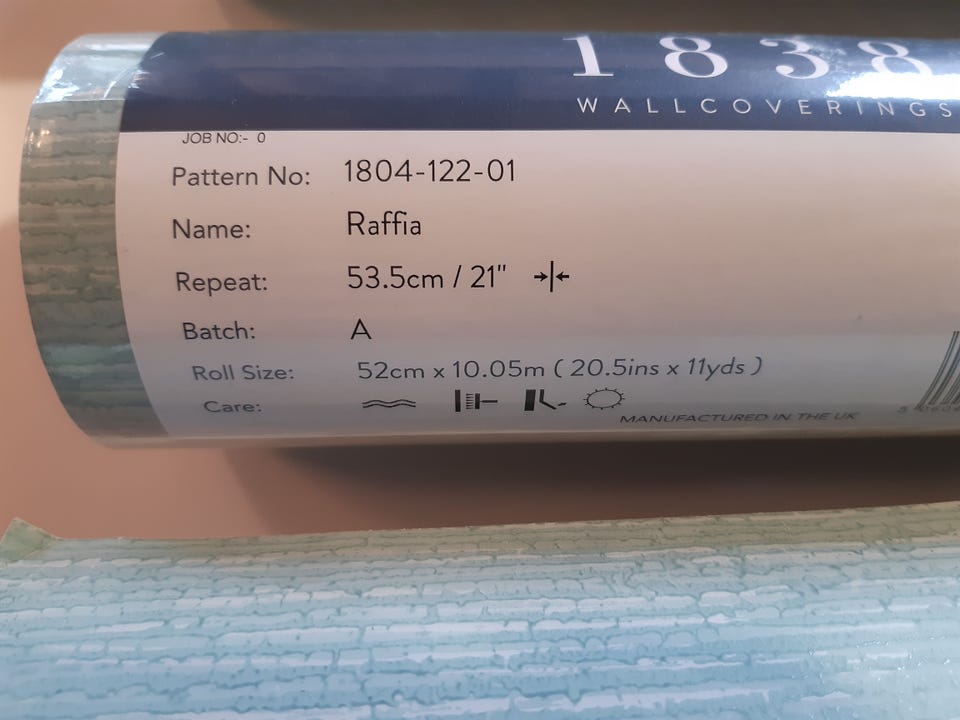 1838
WALLCOVERINGS
JOB NO:- 0
Pattern No: 1804-122-01
Name: Raffia
Repeat: 53.5cm / 21"
Batch: A
Roll Size: 52cm x 10.05m ( 20.5ins x 11yds )
Care:
MANUFACTURED IN THE UK